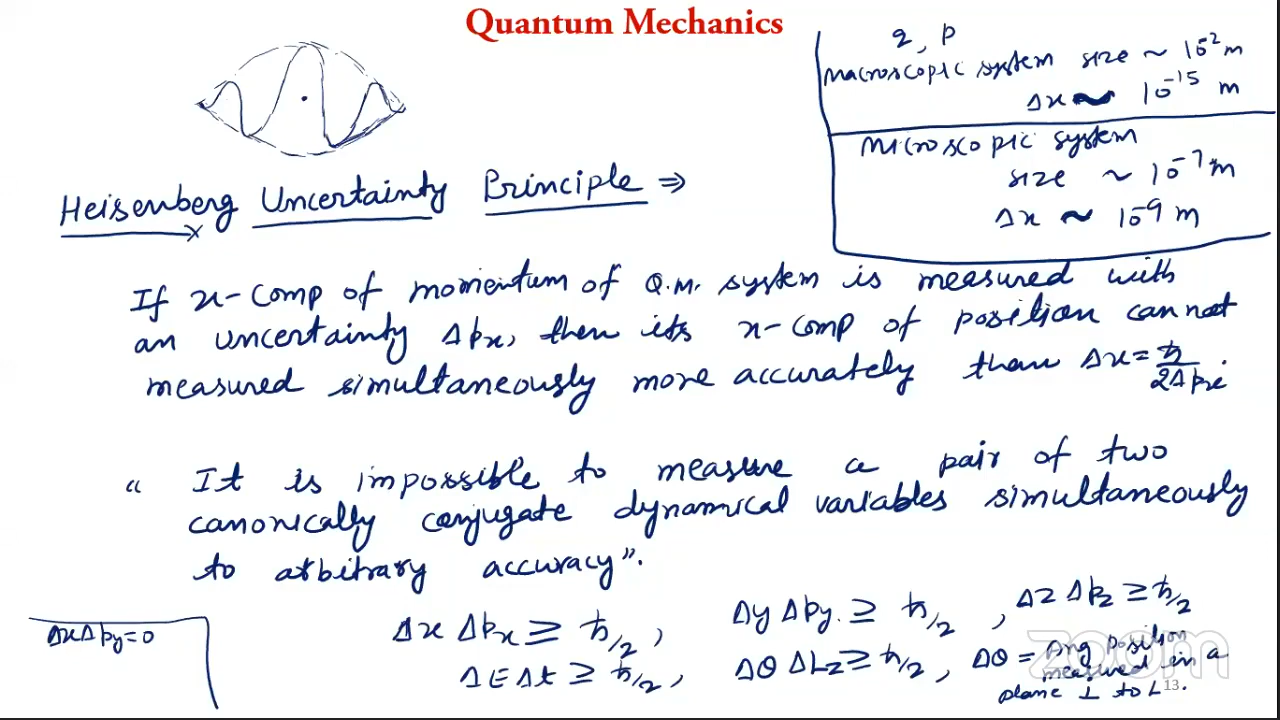 Quantum Mechanics
q, p
Macroscopic system size ~ 10⁻² m
Δx ~ 10⁻¹⁵ m
Microscopic system
size ~ 10⁻⁷ m
Δx ~ 10⁻⁹ m
Heisenberg Uncertainty Principle ⇒
If x-comp of momentum of Q.M. system is measured with
an uncertainty Δpx, then its x-comp of position cannot
measured simultaneously more accurately than Δx = ħ/2Δpx.
“ It is impossible to measure a pair of two
canonically conjugate dynamical variables simultaneously
to arbitrary accuracy”.
Δx Δpx ≥ ħ/2, Δy Δpy ≥ ħ/2, Δz Δpz ≥ ħ/2
ΔE Δt ≥ ħ/2, Δθ ΔLz ≥ ħ/2, Δθ = ang position
measured in a
plane ⊥ to L.
ΔxΔpy=0
zoom
13